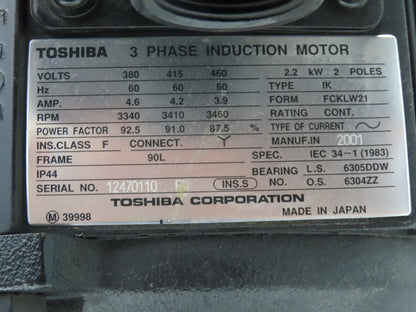 TOSHIBA 3 PHASE INDUCTION MOTOR
VOLTS 380 415 460 2.2 kW 2 POLES
Hz 60 60 60 TYPE IK
AMP. 4.6 4.2 3.9 FORM FCKLW21
RPM 3340 3410 3460 RATING CONT.
POWER FACTOR 92.5 91.0 87.5 % TYPE OF CURRENT ~
INS.CLASS F CONNECT. Y MANUF.IN 2001
FRAME 90L SPEC. IEC 34-1 (1983)
IP44 BEARING L.S. 6305DDW
SERIAL NO. 12470110 (INS.S) NO. O.S. 6304ZZ
TOSHIBA CORPORATION
M 39998 MADE IN JAPAN